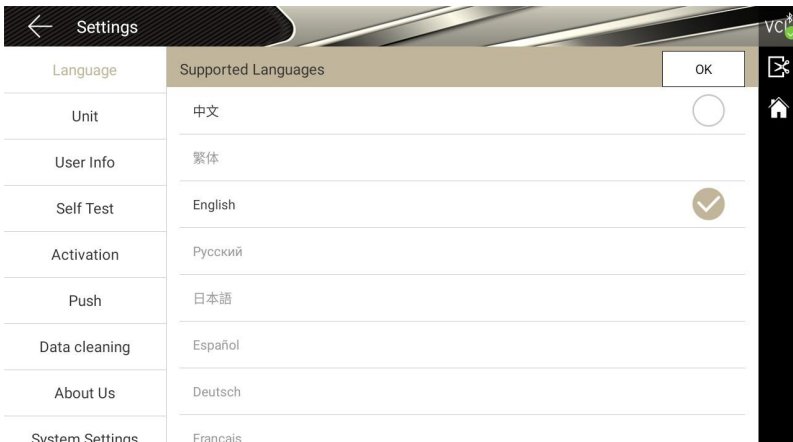 Settings
VCI
Language
Supported Languages
OK
Unit
中文
User Info
繁体
Self Test
English
Activation
Русский
Push
日本語
Data cleaning
Español
About Us
Deutsch
System Settings
Français